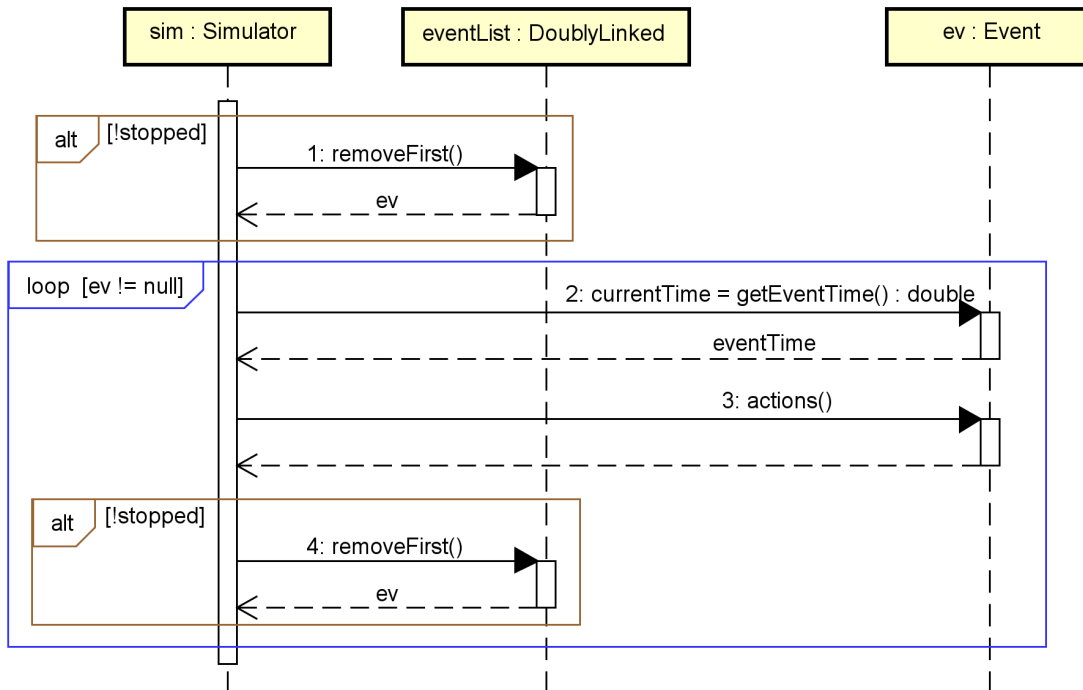 sim : Simulator
eventList : DoublyLinked
ev : Event
alt
[!stopped]
1: removeFirst()
ev
loop [ev != null]
2: currentTime = getEventTime() : double
eventTime
3: actions()
alt
[!stopped]
4: removeFirst()
ev